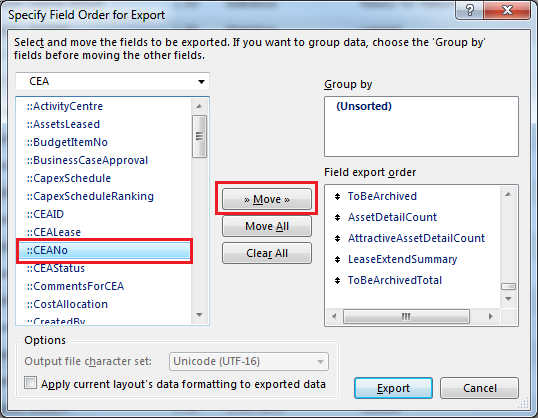 Specify Field Order for Export
Select and move the fields to be exported. If you want to group data, choose the 'Group by'
fields before moving the other fields.
CEA
::ActivityCentre
::AssetsLeased
::BudgetItemNo
::BusinessCaseApproval
::CapexSchedule
::CapexScheduleRanking
::CEAID
::CEALease
::CEANo
::CEAStatus
::CommentsForCEA
::CostAllocation
::CreatedBy
» Move »
Move All
Clear All
Group by
(Unsorted)
Field export order
ToBeArchived
AssetDetailCount
AttractiveAssetDetailCount
LeaseExtendSummary
ToBeArchivedTotal
Options
Output file character set:
Unicode (UTF-16)
Apply current layout's data formatting to exported data
Export
Cancel